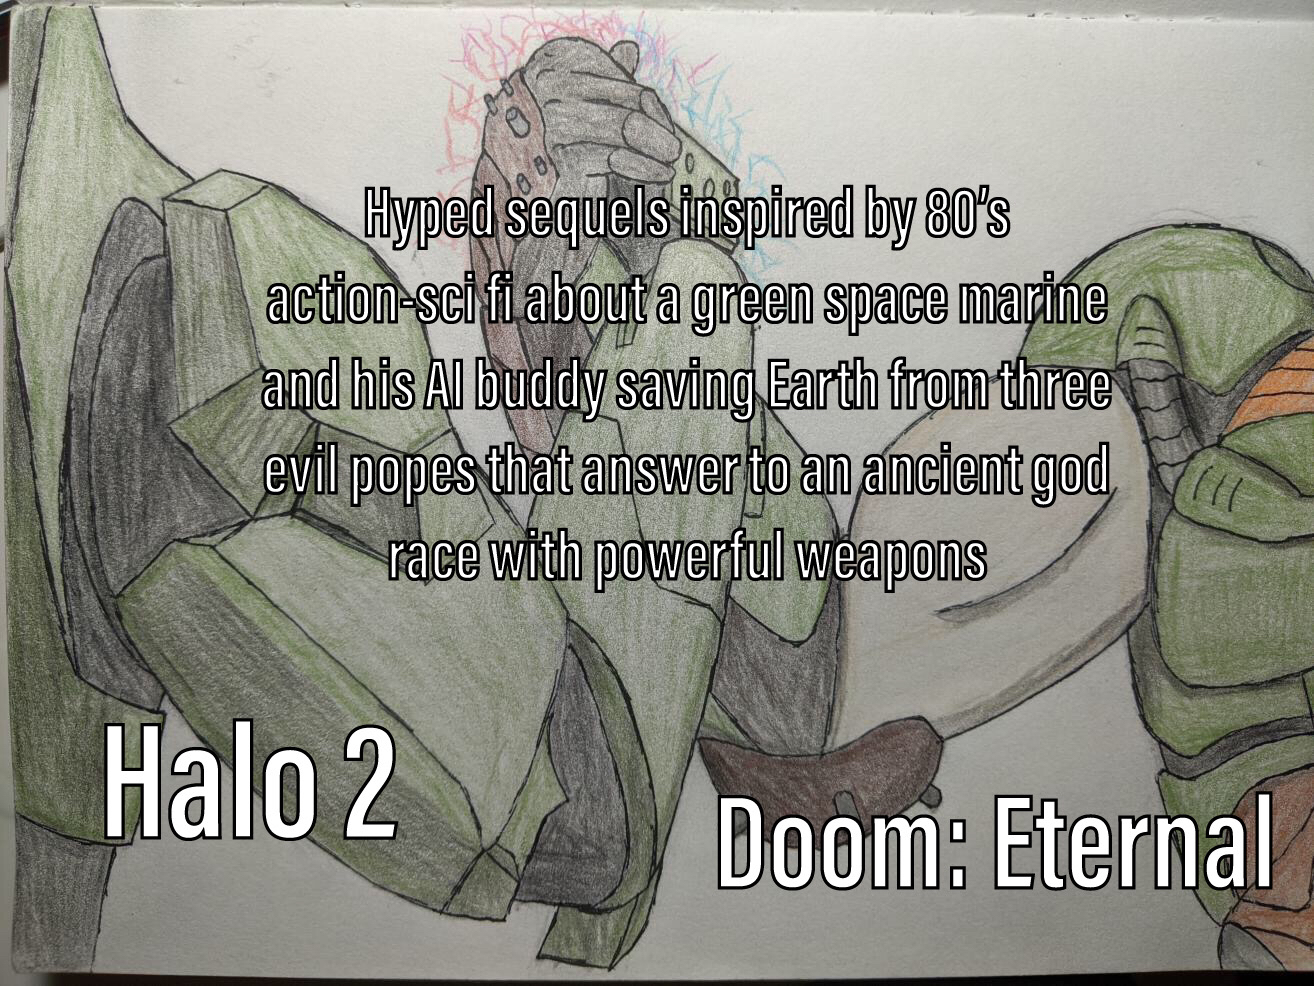 Hyped sequels inspired by 80's
action-sci fi about a green space marine
and his AI buddy saving Earth from three
evil popes that answer to an ancient god
race with powerful weapons
Halo 2
Doom: Eternal